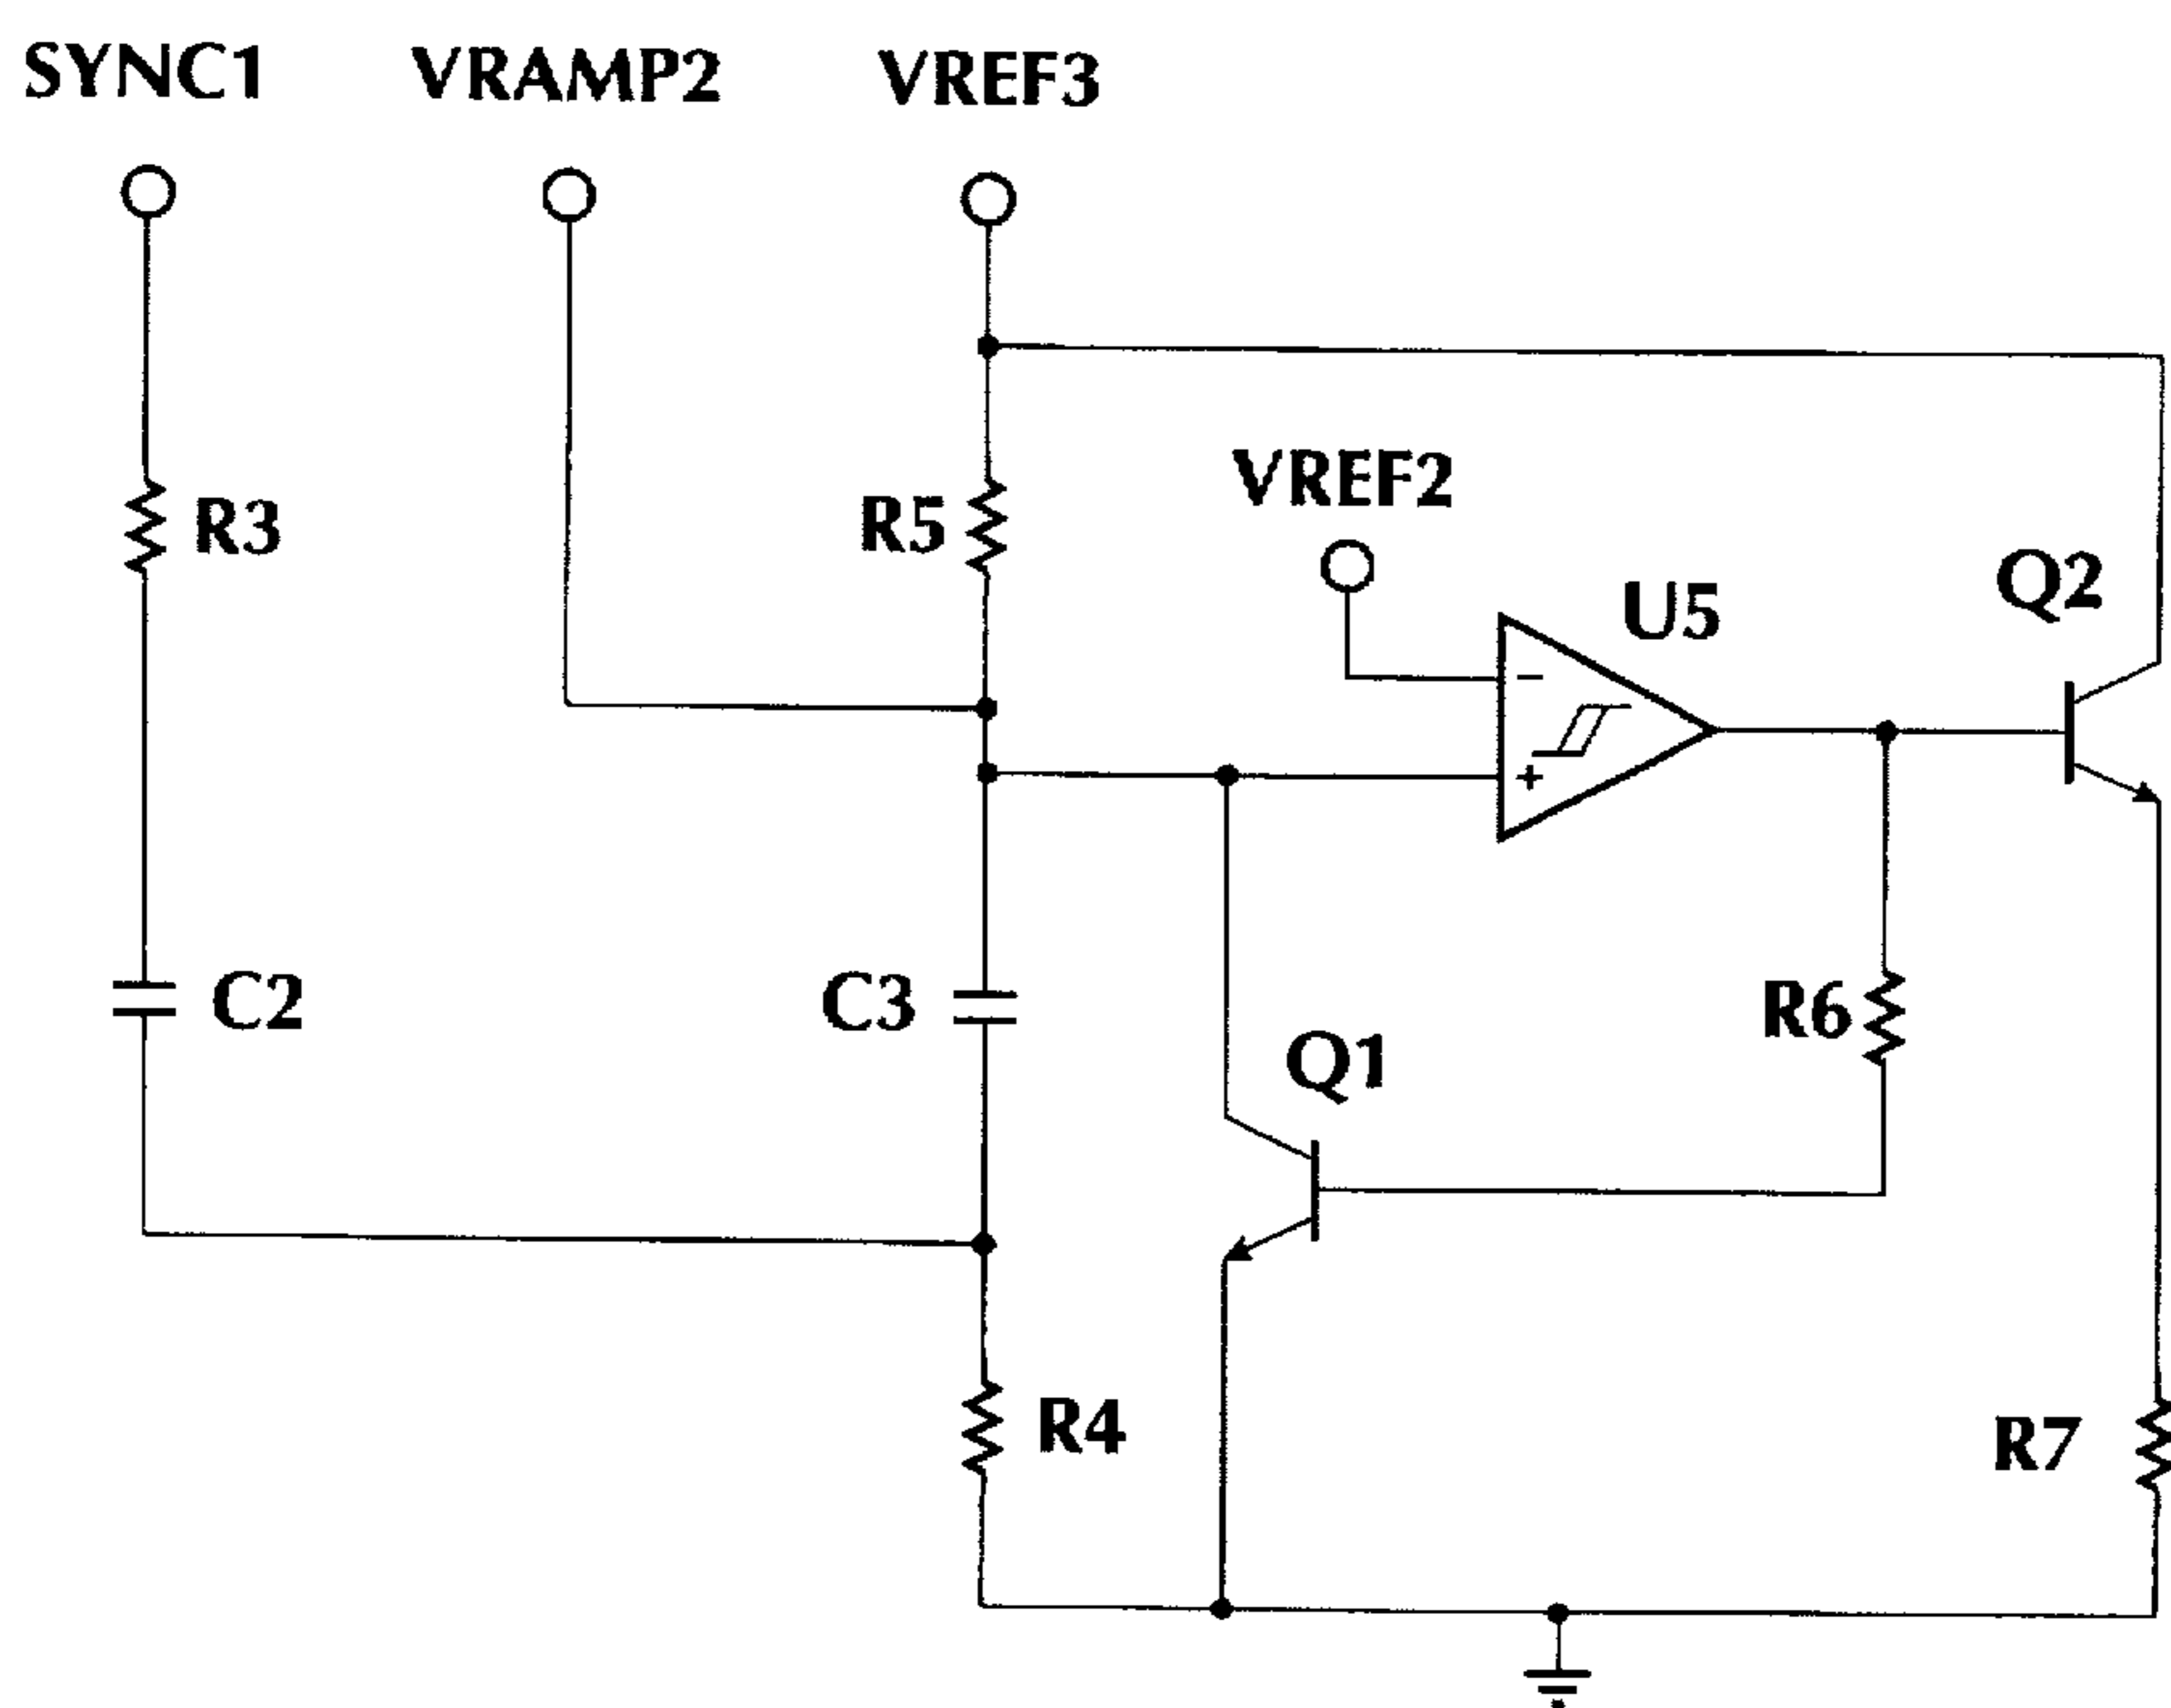 SYNC1 VRAMP2 VREF3
VREF2
R3
R5
U5
Q2
-
+
C2
C3
R6
Q1
R4
R7